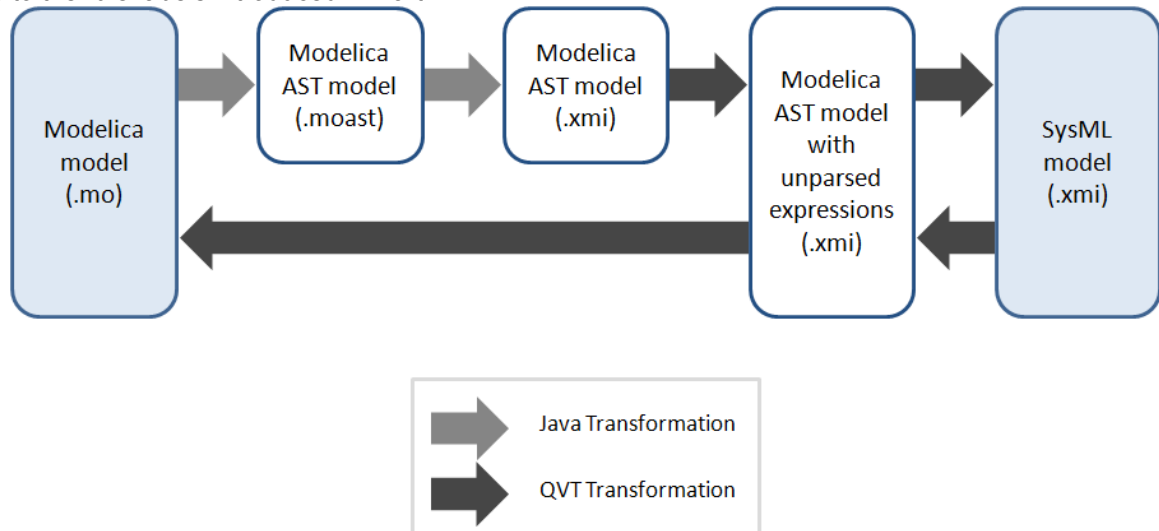 Modelica
model
(.mo)
Modelica
AST model
(.moast)
Modelica
AST model
(.xmi)
Modelica
AST model
with
unparsed
expressions
(.xmi)
SysML
model
(.xmi)
Java Transformation
QVT Transformation